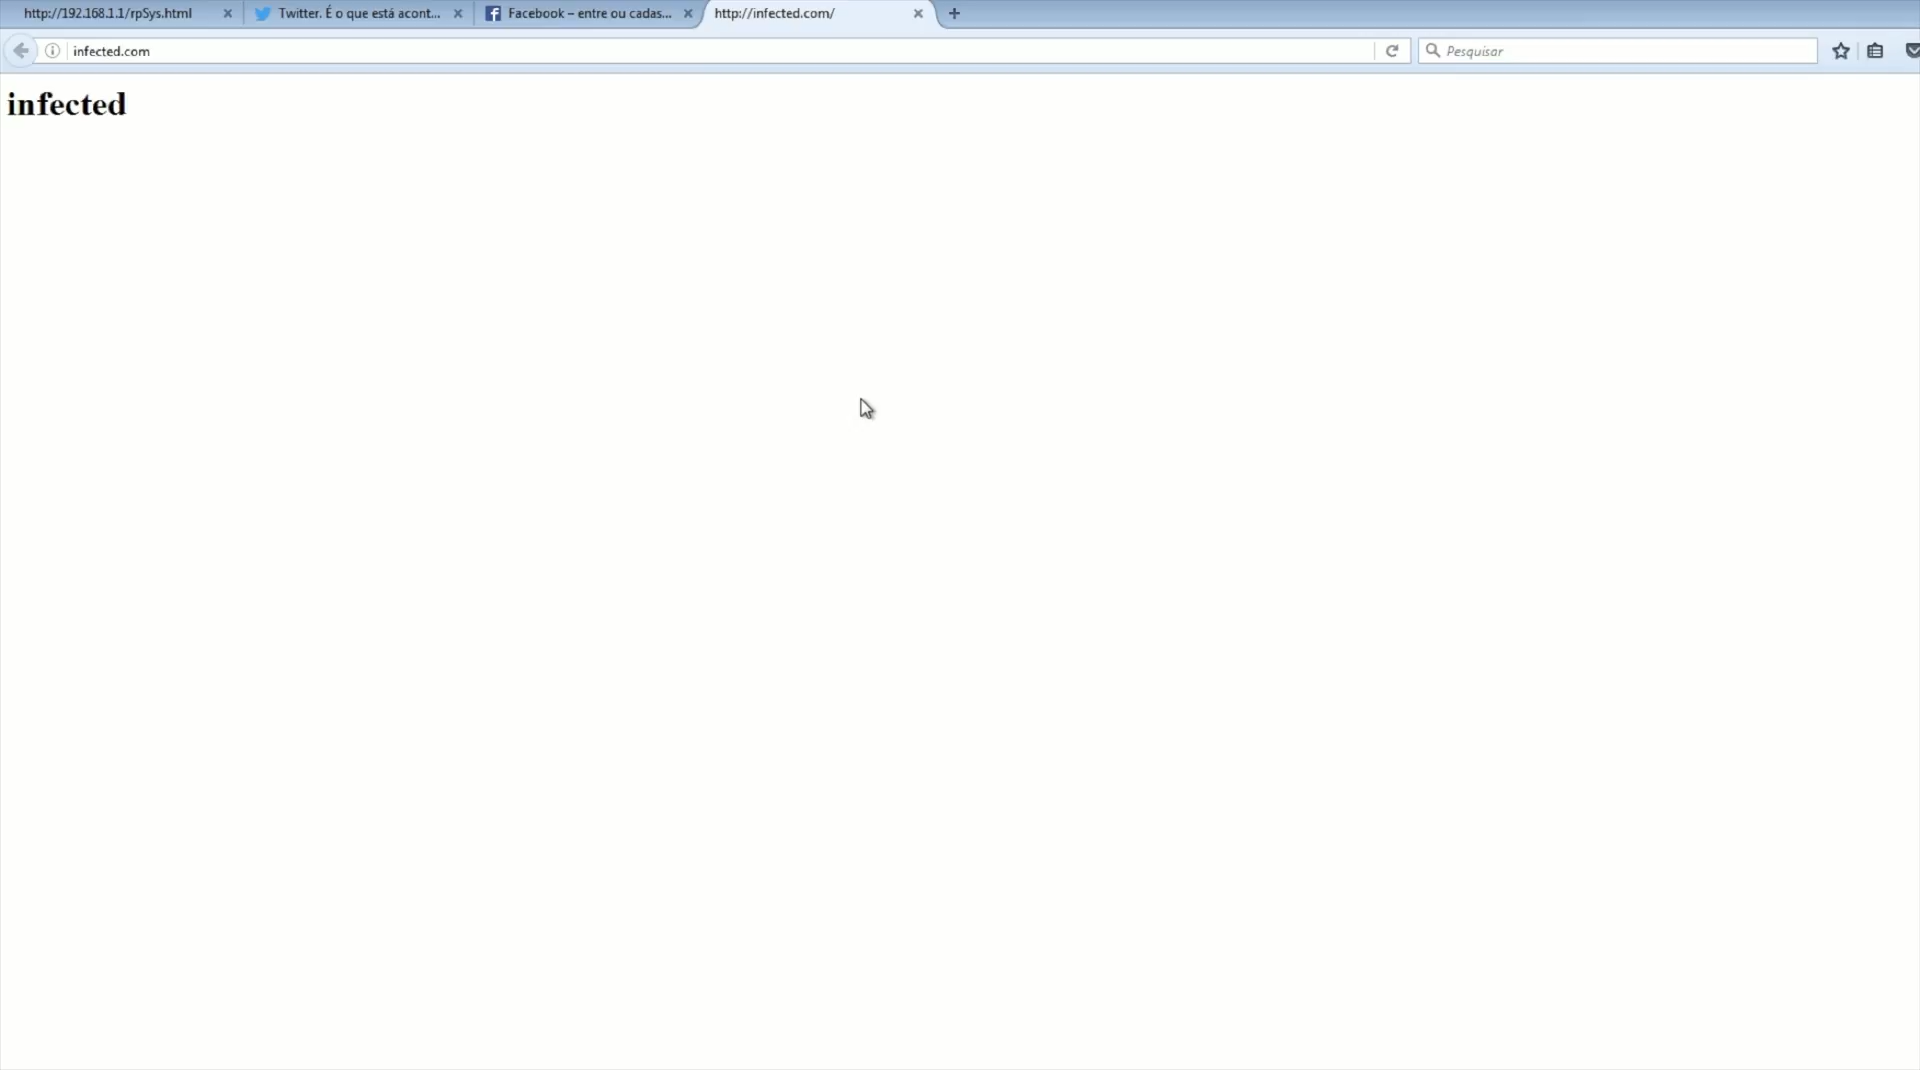 http://192.168.1.1/rpSys.html
Twitter. É o que está acont...
Facebook – entre ou cadas...
http://infected.com/
infected.com
Pesquisar
infected